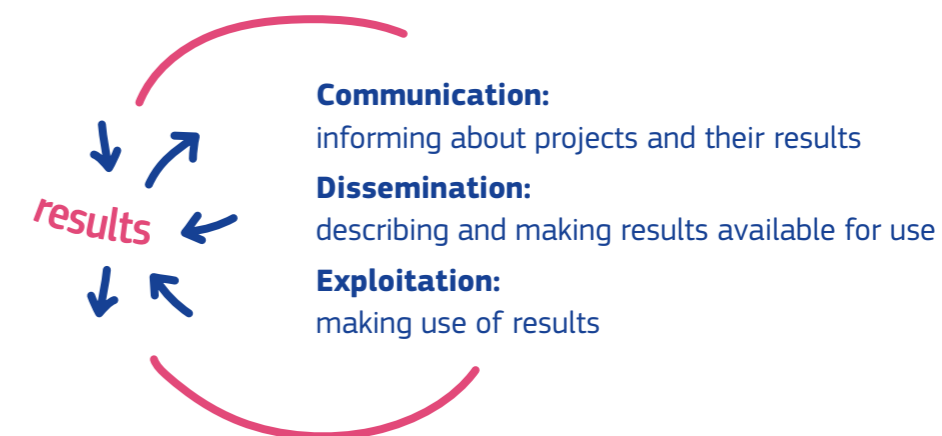 Communication:
informing about projects and their results
Dissemination:
results
describing and making results available for use
Exploitation:
making use of results